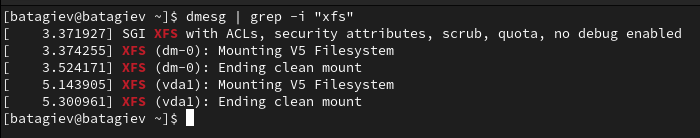 [batagiev@batagiev ~]$ dmesg | grep -i "xfs"
[    3.371927] SGI XFS with ACLs, security attributes, scrub, quota, no debug enabled
[    3.374255] XFS (dm-0): Mounting V5 Filesystem
[    3.524171] XFS (dm-0): Ending clean mount
[    5.143905] XFS (vda1): Mounting V5 Filesystem
[    5.300961] XFS (vda1): Ending clean mount
[batagiev@batagiev ~]$